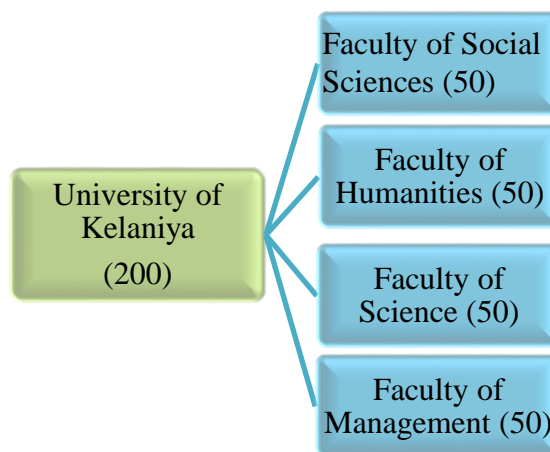 University of
Kelaniya
(200)
Faculty of Social
Sciences (50)
Faculty of
Humanities (50)
Faculty of
Science (50)
Faculty of
Management (50)